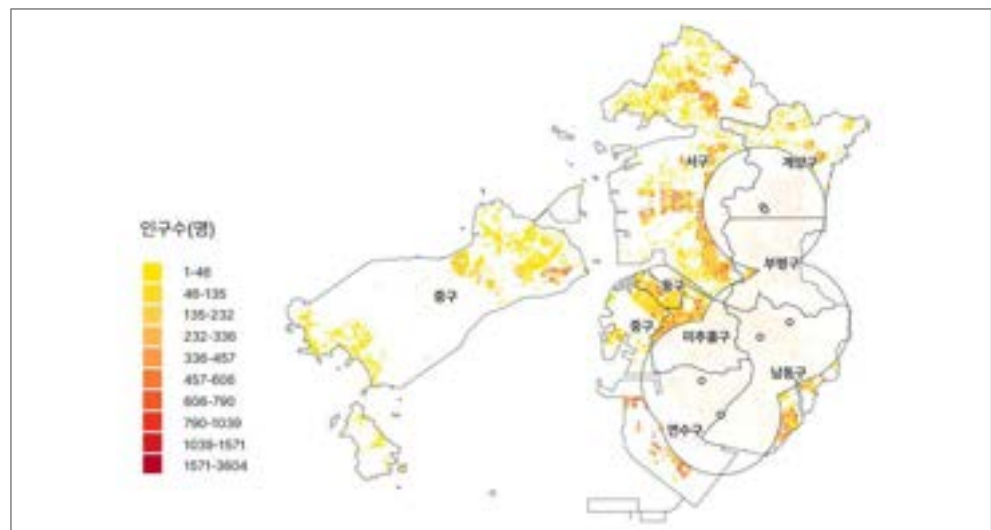 인구수(명)
1-46
46-135
135-232
232-336
336-457
457-606
606-790
790-1039
1039-1571
1571-3604
서구
계양구
부평구
중구
동구
중구
미추홀구
남동구
연수구